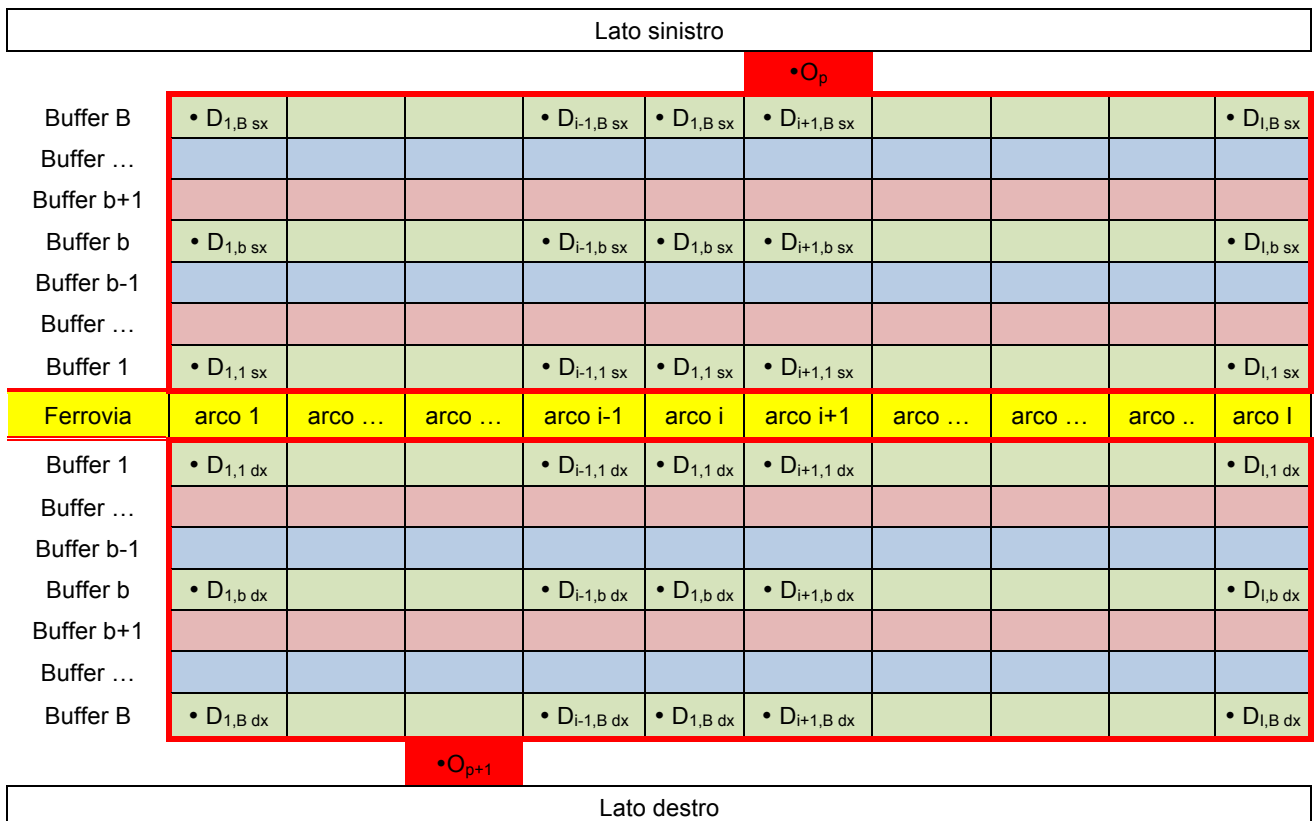 Lato sinistro
•Op
Buffer B • D1,B sx • Di-1,B sx • D1,B sx • Di+1,B sx • DI,B sx
Buffer …
Buffer b+1
Buffer b • D1,b sx • Di-1,b sx • D1,b sx • Di+1,b sx • DI,b sx
Buffer b-1
Buffer …
Buffer 1 • D1,1 sx • Di-1,1 sx • D1,1 sx • Di+1,1 sx • DI,1 sx
Ferrovia arco 1 arco … arco … arco i-1 arco i arco i+1 arco … arco … arco .. arco I
Buffer 1 • D1,1 dx • Di-1,1 dx • D1,1 dx • Di+1,1 dx • DI,1 dx
Buffer …
Buffer b-1
Buffer b • D1,b dx • Di-1,b dx • D1,b dx • Di+1,b dx • DI,b dx
Buffer b+1
Buffer …
Buffer B • D1,B dx • Di-1,B dx • D1,B dx • Di+1,B dx • DI,B dx
•Op+1
Lato destro